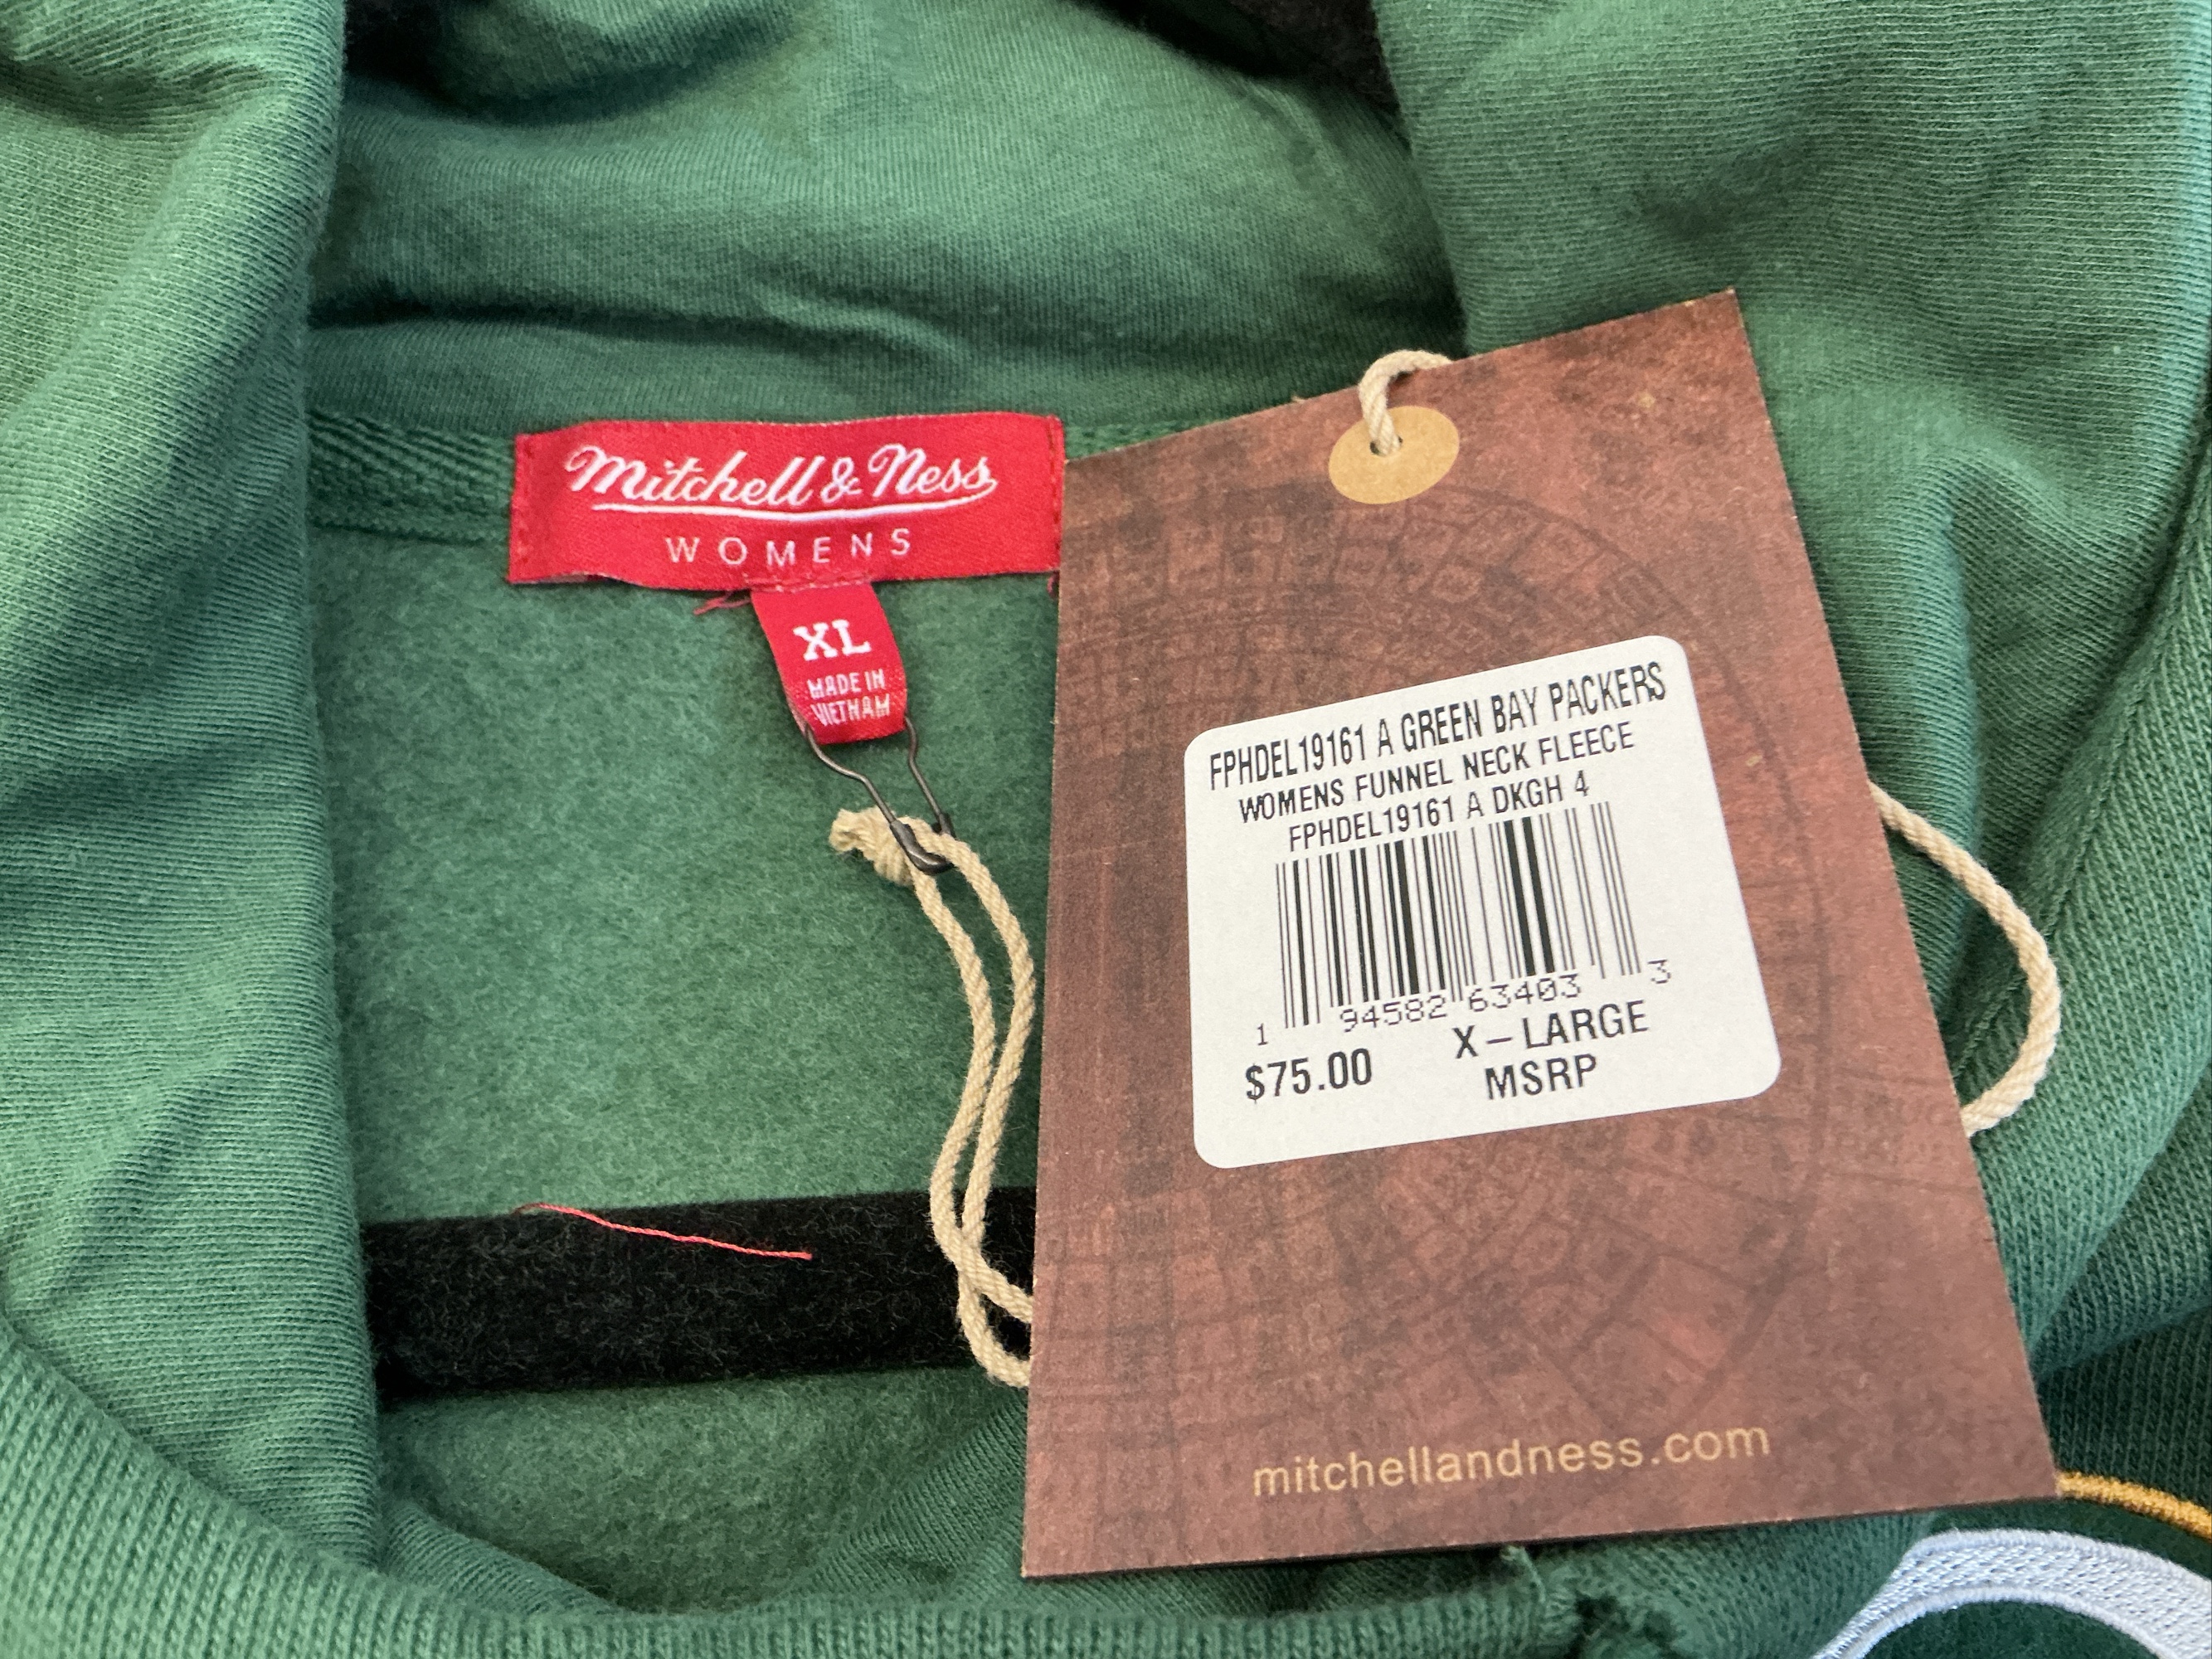 Mitchell & Ness
WOMENS
XL
MADE IN
VIETNAM
FPHDEL19161 A GREEN BAY PACKERS
WOMENS FUNNEL NECK FLEECE
FPHDEL19161 A DKGH 4
1 94582 63403 3
$75.00 X-LARGE
MSRP
mitchellandness.com